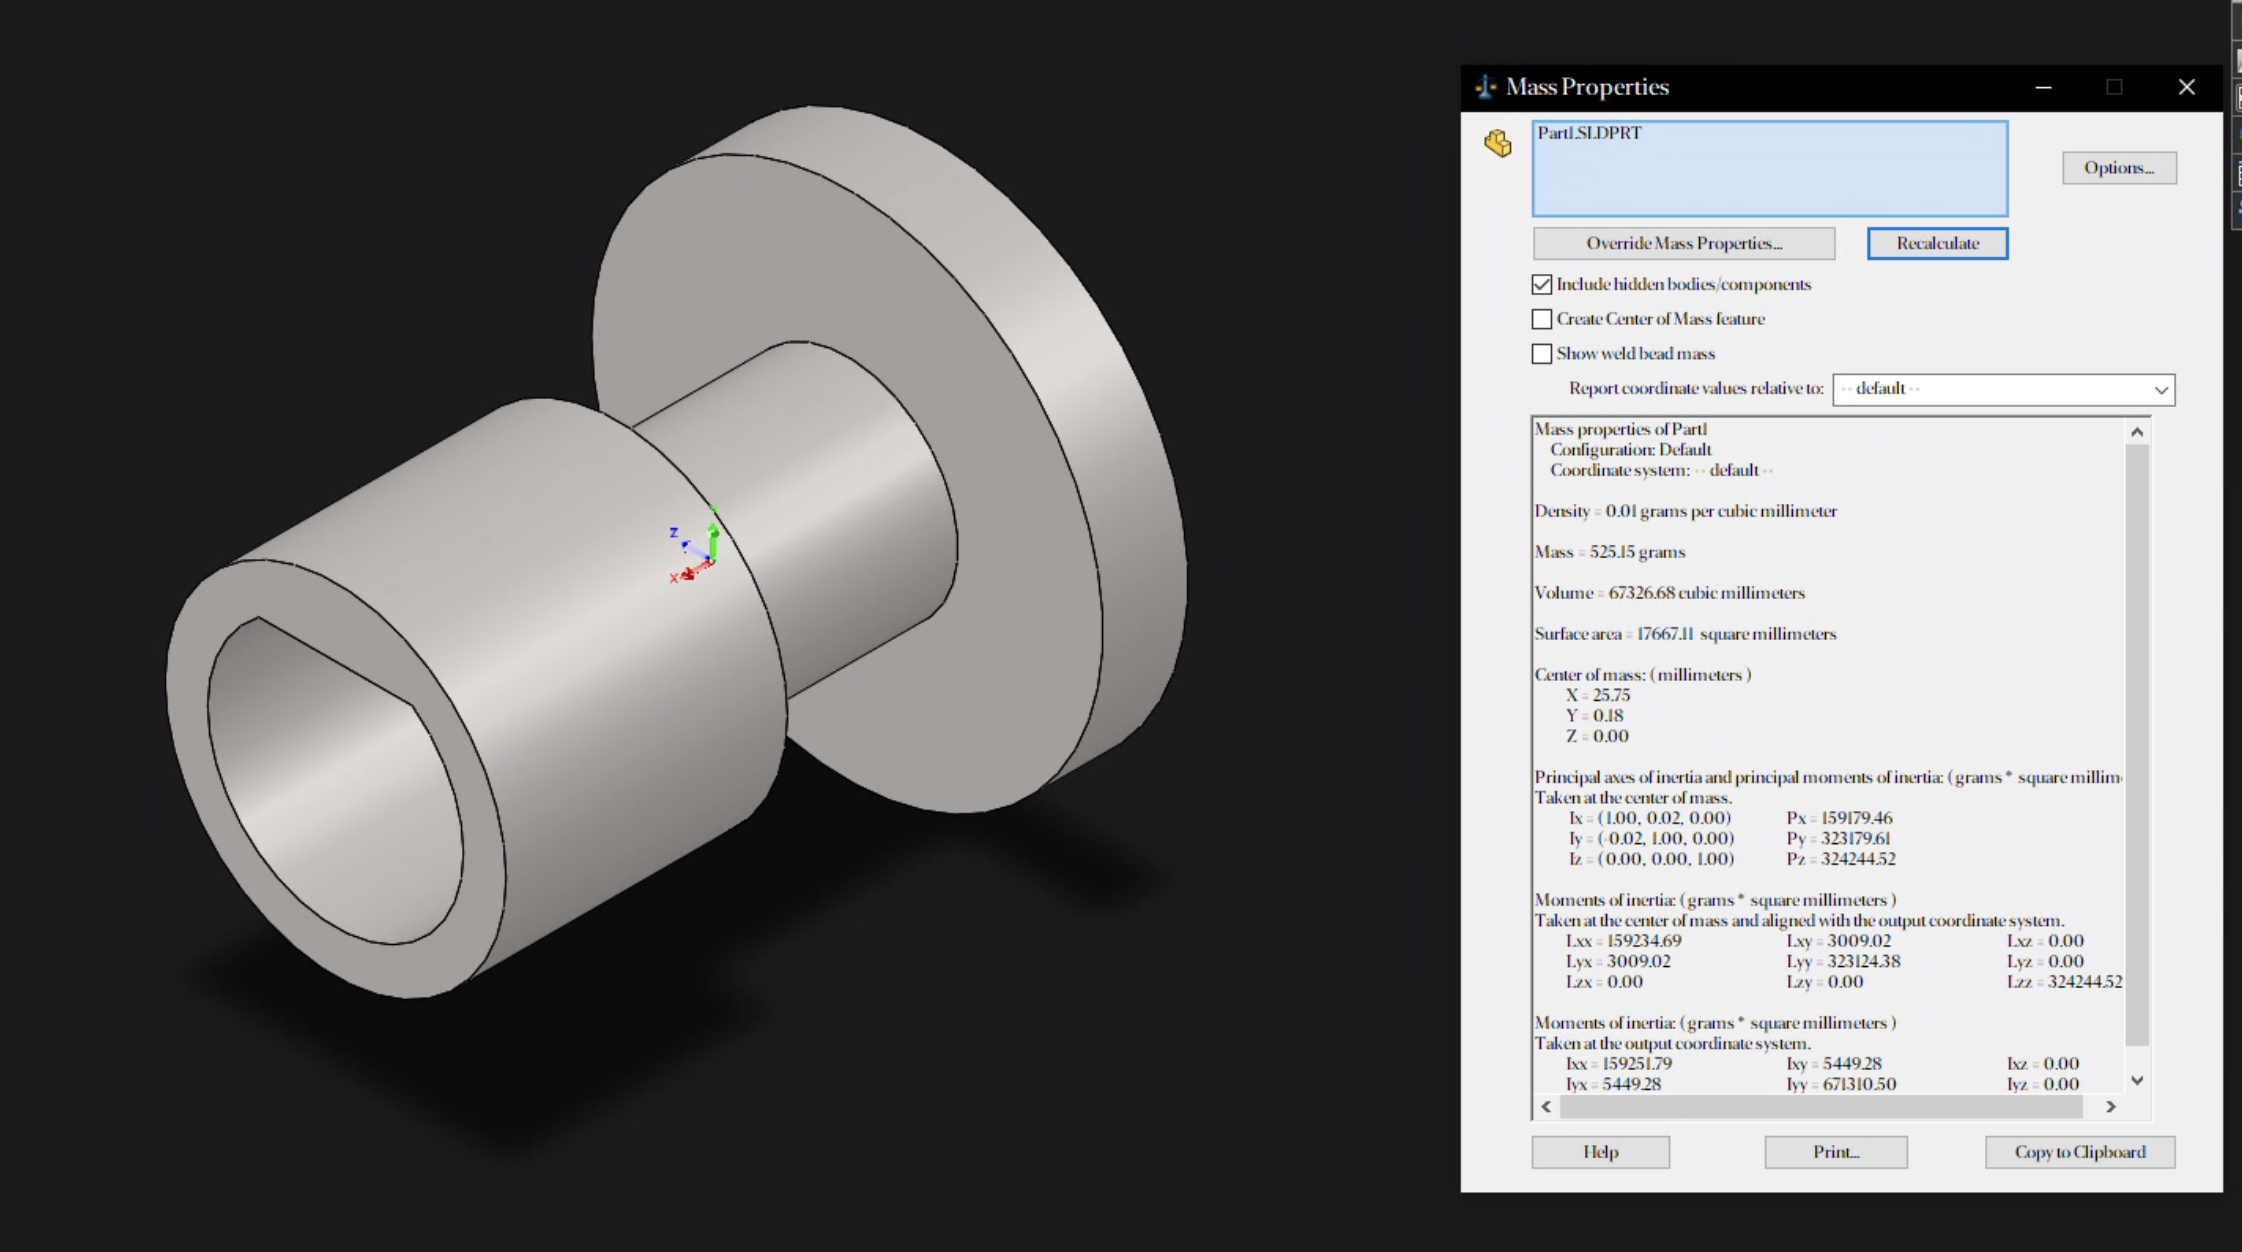 Mass Properties
Part1.SLDPRT
Options...
Override Mass Properties...
Recalculate
Include hidden bodies/components
Create Center of Mass feature
Show weld bead mass
Report coordinate values relative to: -- default --
Mass properties of Part1
Configuration: Default
Coordinate system: -- default --
Density = 0.01 grams per cubic millimeter
Mass = 525.15 grams
Volume = 67326.68 cubic millimeters
Surface area = 17667.11 square millimeters
Center of mass: ( millimeters )
X = 25.75
Y = 0.18
Z = 0.00
Principal axes of inertia and principal moments of inertia: ( grams * square millim
Taken at the center of mass.
Ix = (1.00, 0.02, 0.00) Px = 159179.46
Iy = (-0.02, 1.00, 0.00) Py = 323179.61
Iz = (0.00, 0.00, 1.00) Pz = 324244.52
Moments of inertia: ( grams * square millimeters )
Taken at the center of mass and aligned with the output coordinate system.
Lxx = 159234.69 Lxy = 3009.02 Lxz = 0.00
Lyx = 3009.02 Lyy = 323124.38 Lyz = 0.00
Lzx = 0.00 Lzy = 0.00 Lzz = 324244.52
Moments of inertia: ( grams * square millimeters )
Taken at the output coordinate system.
Ixx = 159251.79 Ixy = 5449.28 Ixz = 0.00
Iyx = 5449.28 Iyy = 671310.50 Iyz = 0.00
Help
Print...
Copy to Clipboard
Z
X